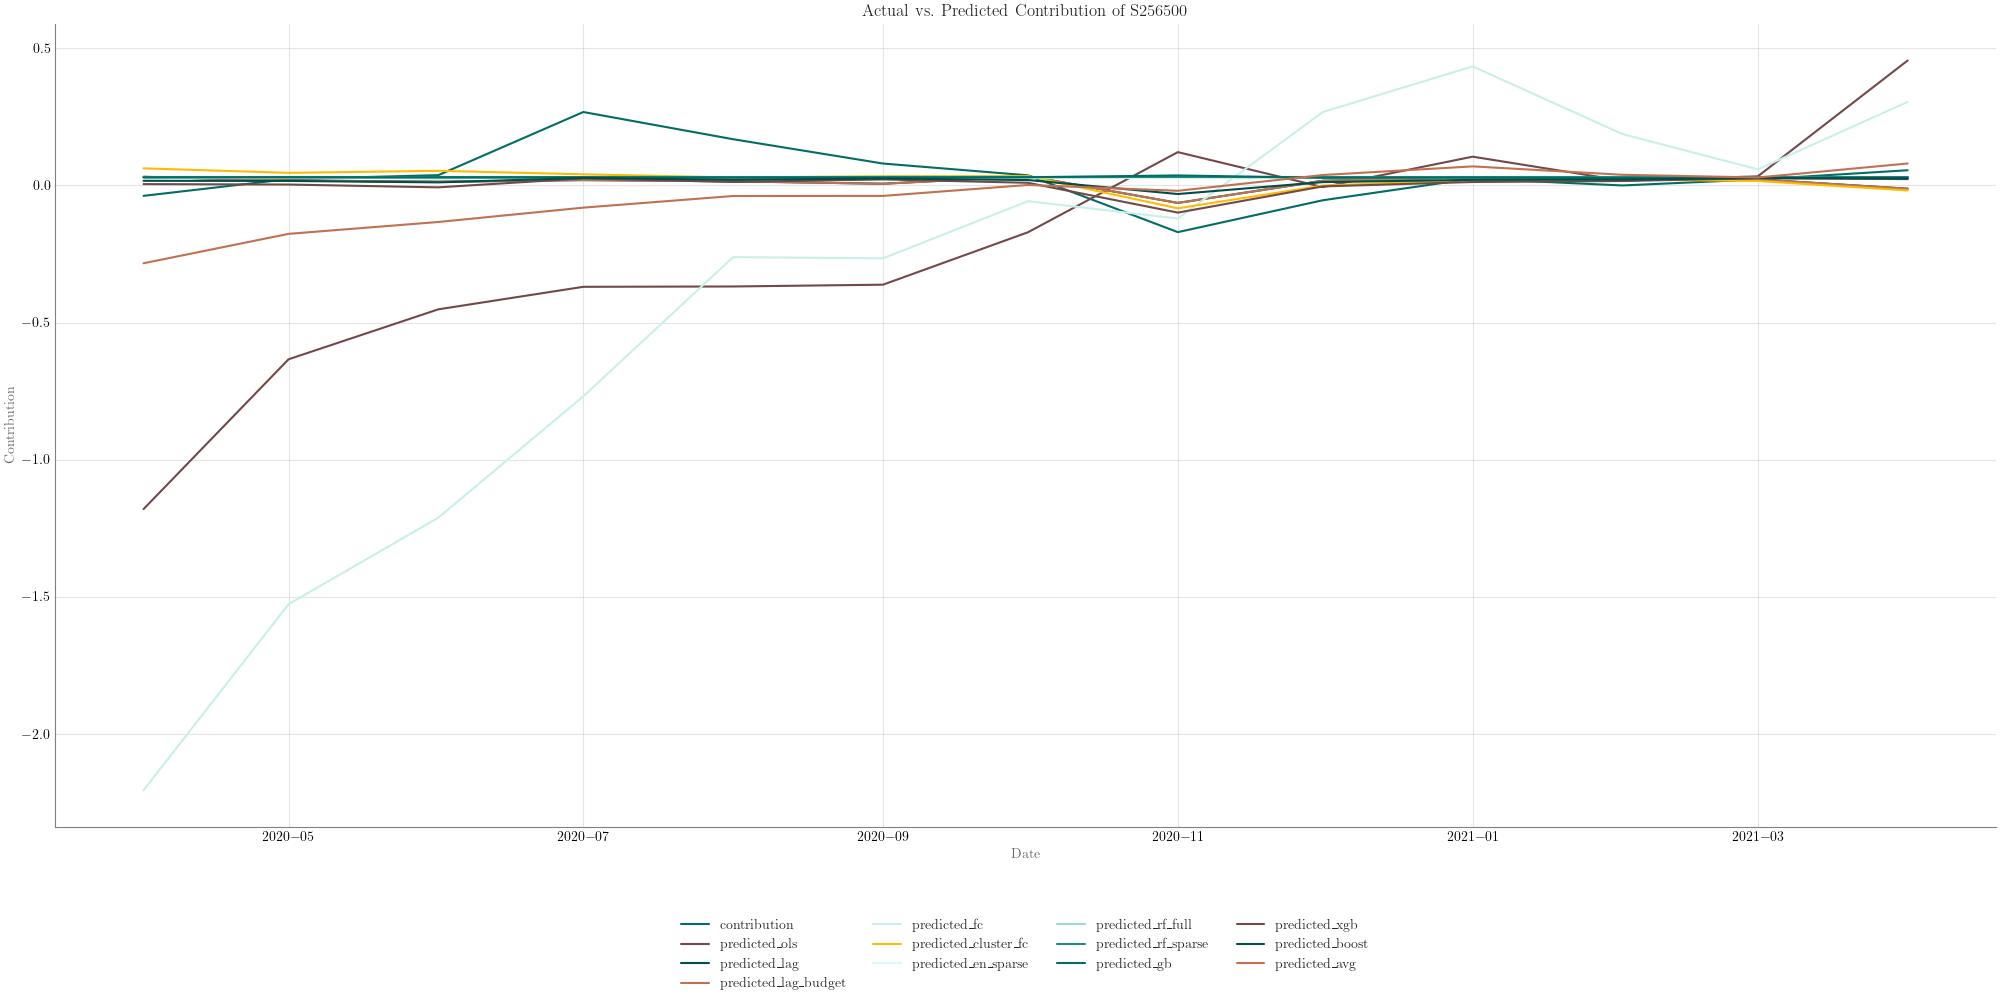 Actual vs. Predicted Contribution of S256500
0.5
0.0
−0.5
−1.0
−1.5
−2.0
Contribution
2020−05
2020−07
2020−09
2020−11
2021−01
2021−03
Date
contribution
predicted_ols
predicted_lag
predicted_lag_budget
predicted_fc
predicted_cluster_fc
predicted_en_sparse
predicted_rf_full
predicted_rf_sparse
predicted_gb
predicted_xgb
predicted_boost
predicted_avg